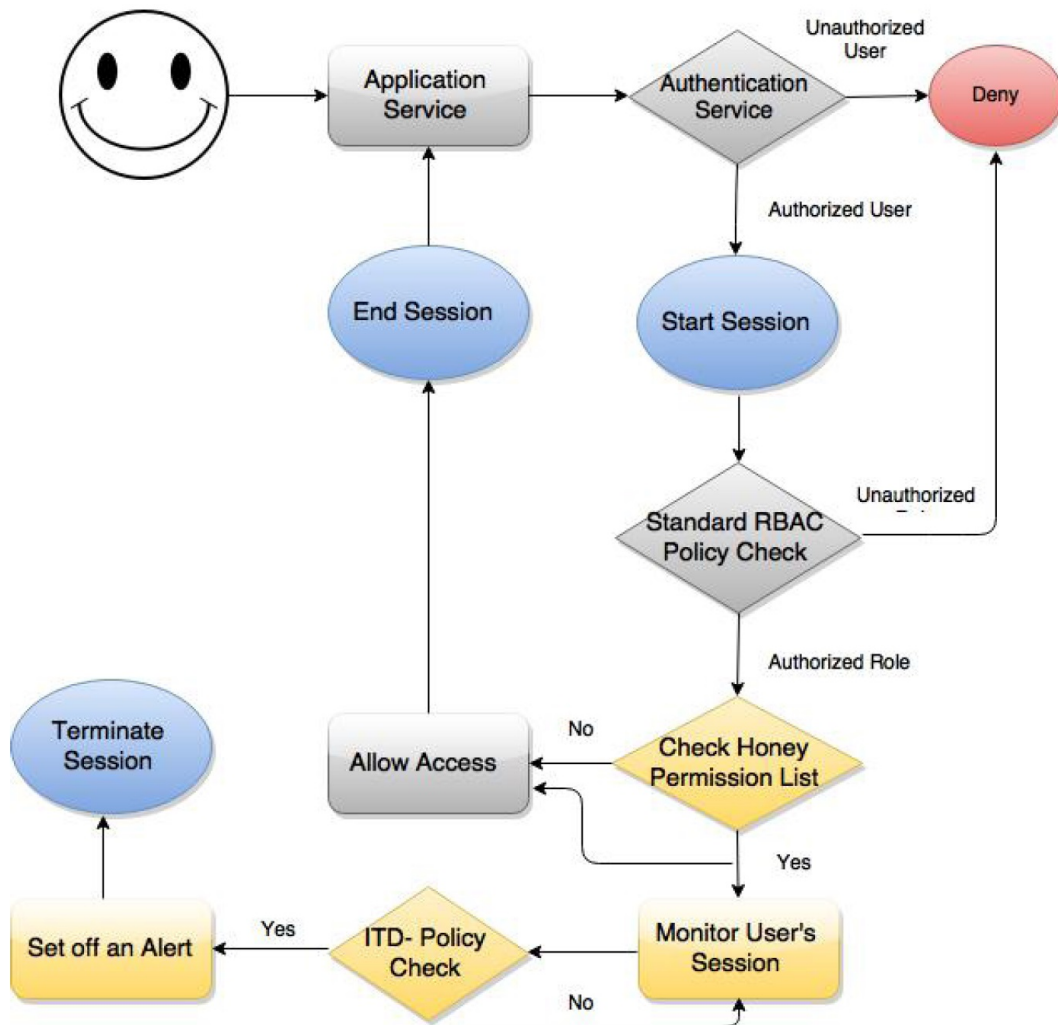 Unauthorized
User
Application
Service
Authentication
Service
Deny
Authorized User
End Session
Start Session
Unauthorized
Standard RBAC
Policy Check
Authorized Role
Terminate
Session
No
Allow Access
Check Honey
Permission List
Yes
Set off an Alert
Yes
ITD- Policy
Check
Monitor User's
Session
No